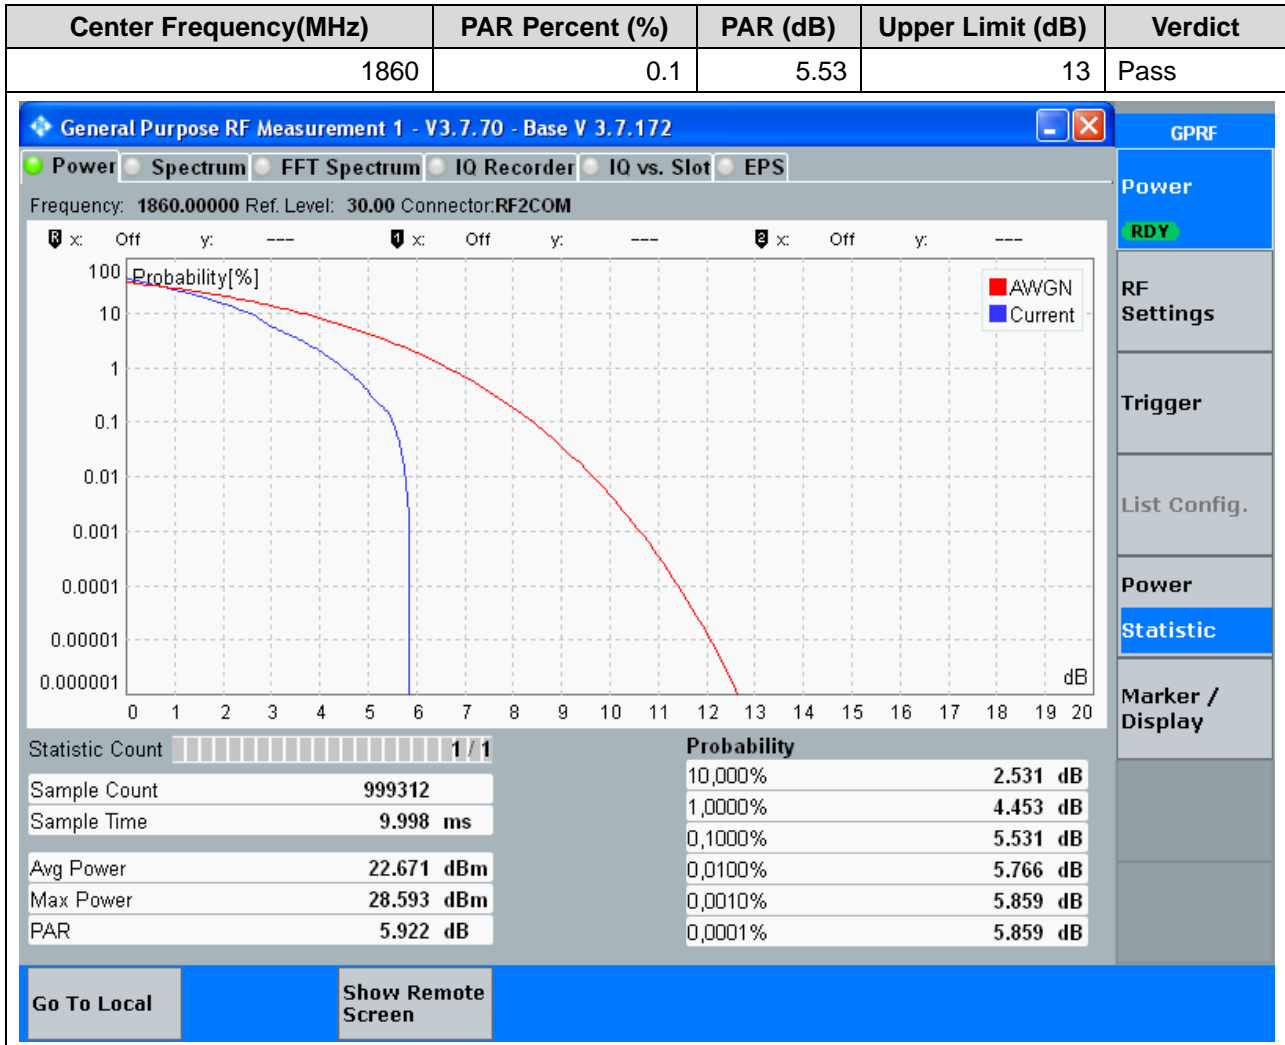 Center Frequency(MHz) PAR Percent (%) PAR (dB) Upper Limit (dB) Verdict
1860 0.1 5.53 13 Pass
General Purpose RF Measurement 1 - V3.7.70 - Base V 3.7.172
GPRF
Power Spectrum FFT Spectrum IQ Recorder IQ vs. Slot EPS
Frequency: 1860.00000 Ref. Level: 30.00 Connector:RF2COM
R x: Off y: --- 1 x: Off y: --- 2 x: Off y: ---
Probability[%]
AWGN
Current
100
10
1
0.1
0.01
0.001
0.0001
0.00001
0.000001
dB
0 1 2 3 4 5 6 7 8 9 10 11 12 13 14 15 16 17 18 19 20
Statistic Count 1 / 1
Sample Count 999312
Sample Time 9.998 ms
Avg Power 22.671 dBm
Max Power 28.593 dBm
PAR 5.922 dB
Probability
10,000% 2.531 dB
1,0000% 4.453 dB
0,1000% 5.531 dB
0,0100% 5.766 dB
0,0010% 5.859 dB
0,0001% 5.859 dB
Power
RDY
RF
Settings
Trigger
List Config.
Power
Statistic
Marker /
Display
Go To Local
Show Remote
Screen